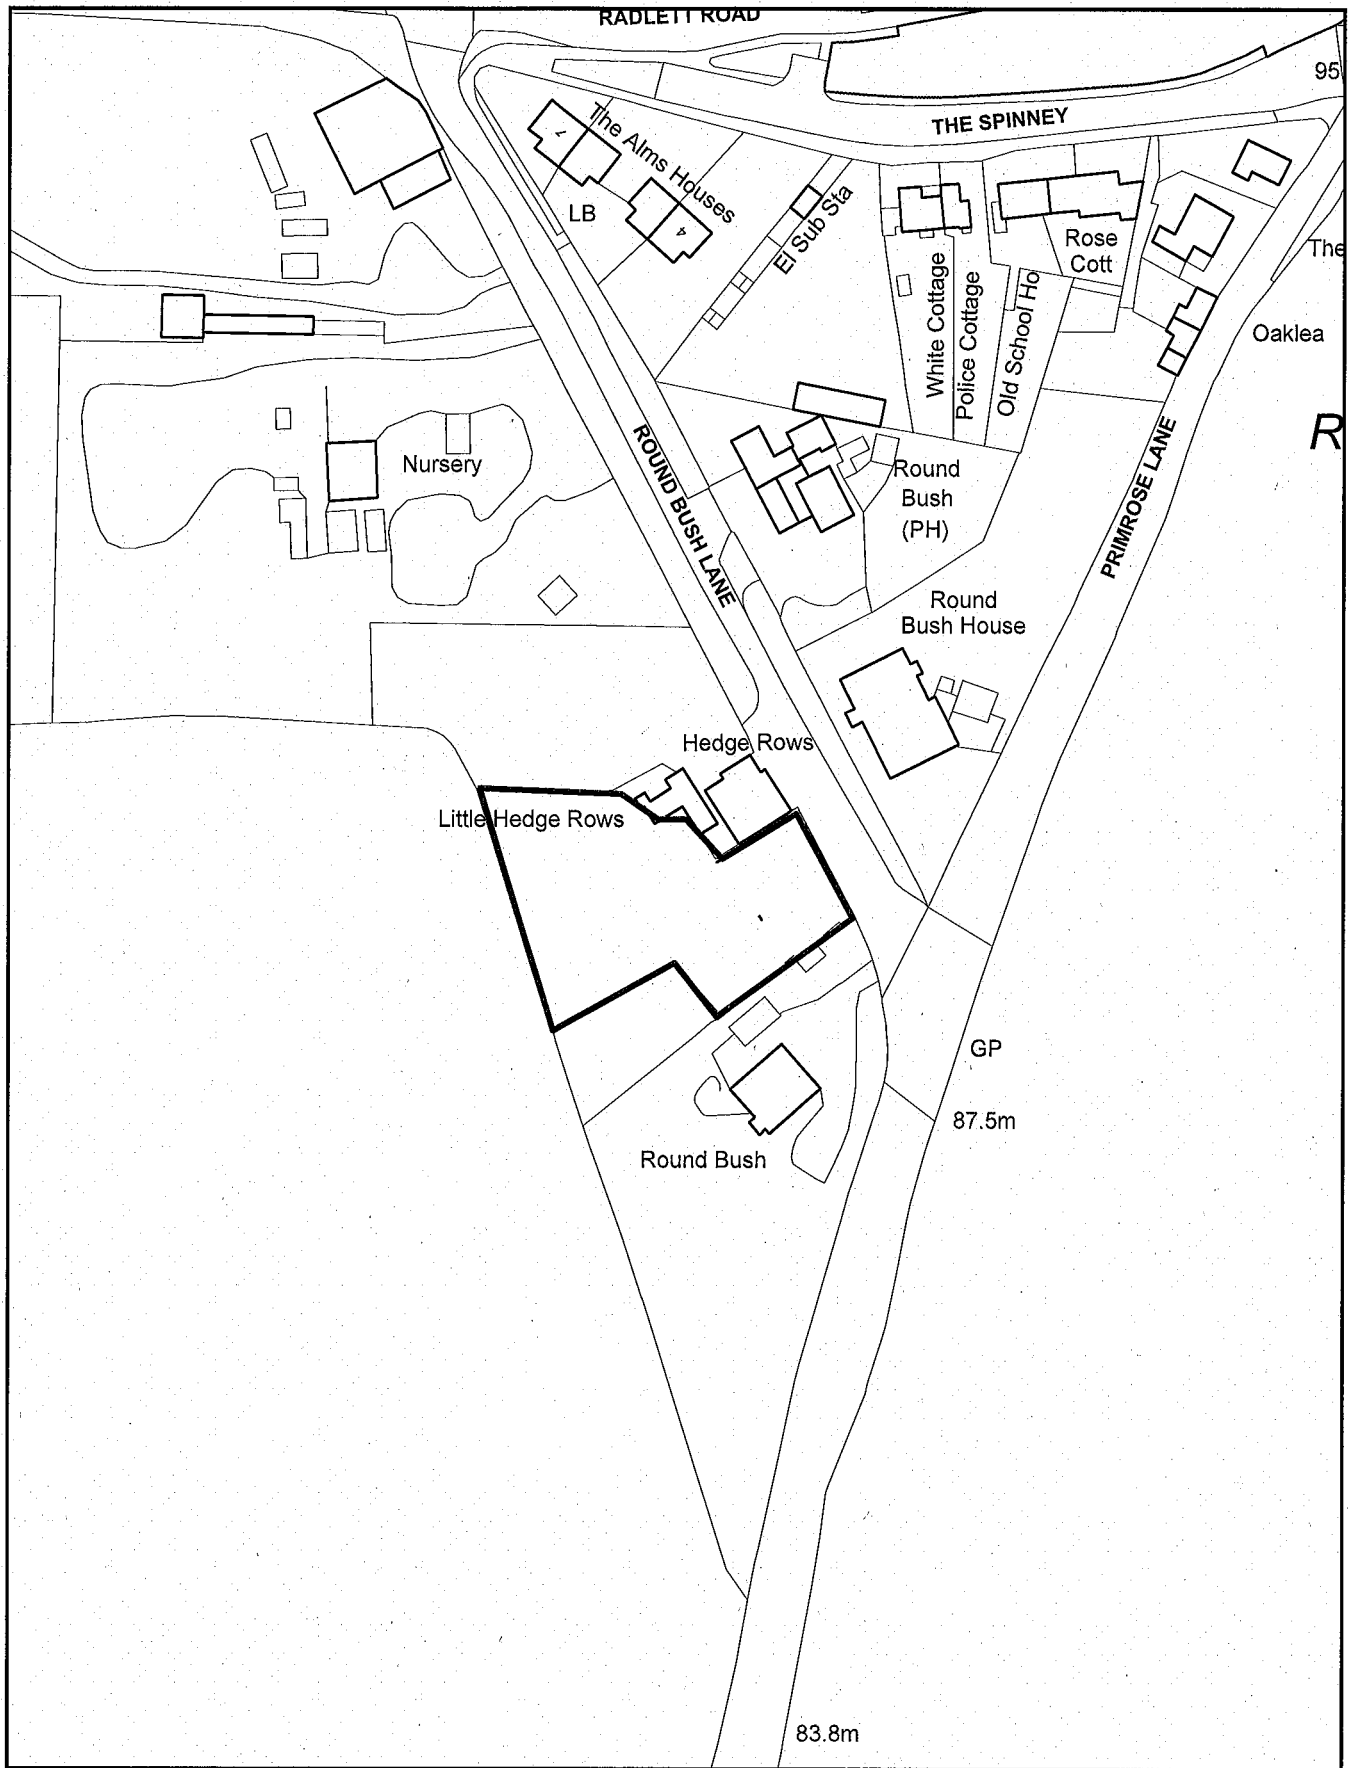 RADLETT ROAD
95
THE SPINNEY
The Alms Houses
7
4
LB
El Sub Sta
Rose
Cott
The
White Cottage
Police Cottage
Old School Ho
Oaklea
R
Nursery
ROUND BUSH LANE
Round
Bush
(PH)
PRIMROSE LANE
Round
Bush House
Hedge Rows
Little Hedge Rows
GP
87.5m
Round Bush
83.8m